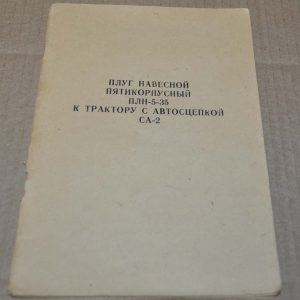 ПЛУГ НАВЕСНОЙ
ПЯТИКОРПУСНЫЙ
ПЛН-5-35
К ТРАКТОРУ С АВТОСЦЕПКОЙ
СА-2